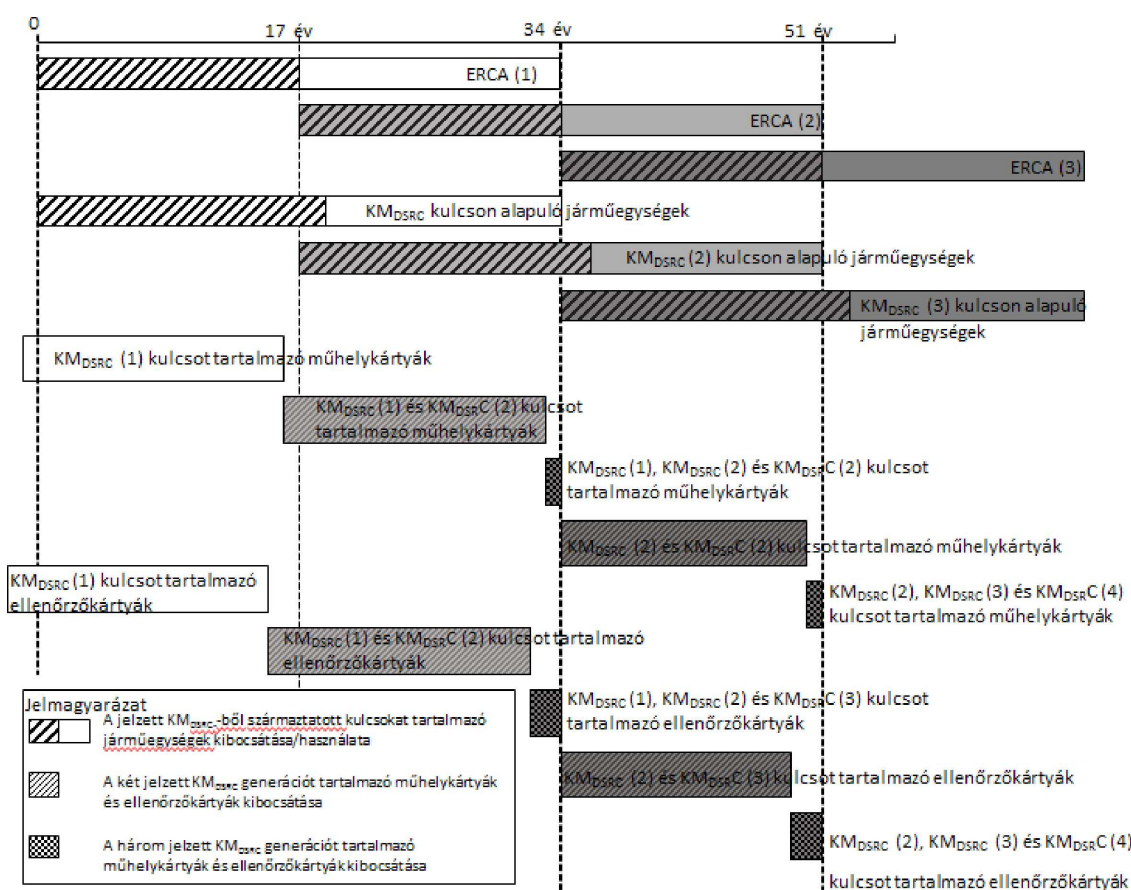 0
17 év
34 év
51 év
ERCA (1)
ERCA (2)
ERCA (3)
KMDSRC kulcson alapuló járműegységek
KMDSRC (2) kulcson alapuló járműegységek
KMDSRC (3) kulcson alapuló
járműegységek
KMDSRC (1) kulcsot tartalmazó műhelykártyák
KMDSRC (1) és KMDSRC (2) kulcsot
tartalmazó műhelykártyák
KMDSRC (1), KMDSRC (2) és KMDSRC (2) kulcsot
tartalmazó műhelykártyák
KMDSRC (2) és KMDSRC (2) kulcsot tartalmazó műhelykártyák
KMDSRC (1) kulcsot tartalmazó
ellenőrzőkártyák
KMDSRC (2), KMDSRC (3) és KMDSRC (4)
kulcsot tartalmazó műhelykártyák
KMDSRC (1) és KMDSRC (2) kulcsot tartalmazó
ellenőrzőkártyák
KMDSRC (1), KMDSRC (2) és KMDSRC (3) kulcsot
tartalmazó ellenőrzőkártyák
KMDSRC (2) és KMDSRC (3) kulcsot tartalmazó ellenőrzőkártyák
KMDSRC (2), KMDSRC (3) és KMDSRC (4)
kulcsot tartalmazó ellenőrzőkártyák
Jelmagyarázat
A jelzett KMDSRC-ből származtatott kulcsokat tartalmazó
járműegységek kibocsátása/használata
A két jelzett KMDSRC generációt tartalmazó műhelykártyák
és ellenőrzőkártyák kibocsátása
A három jelzett KMDSRC generációt tartalmazó
műhelykártyák és ellenőrzőkártyák kibocsátása